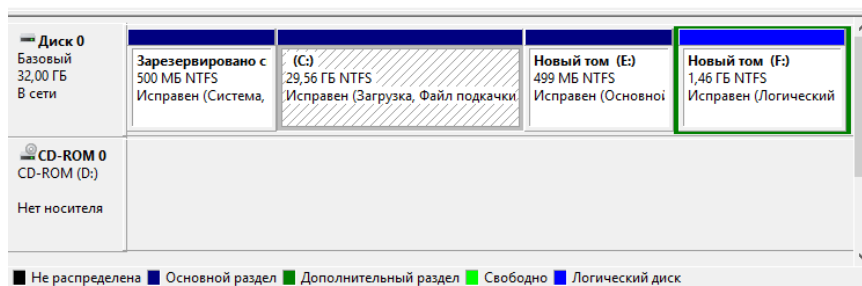 Диск 0
Базовый
32,00 ГБ
В сети
Зарезервировано с
500 МБ NTFS
Исправен (Система,
(C:)
29,56 ГБ NTFS
Исправен (Загрузка, Файл подкачки
Новый том (E:)
499 МБ NTFS
Исправен (Основной
Новый том (F:)
1,46 ГБ NTFS
Исправен (Логический
CD-ROM 0
CD-ROM (D:)
Нет носителя
Не распределена Основной раздел Дополнительный раздел Свободно Логический диск